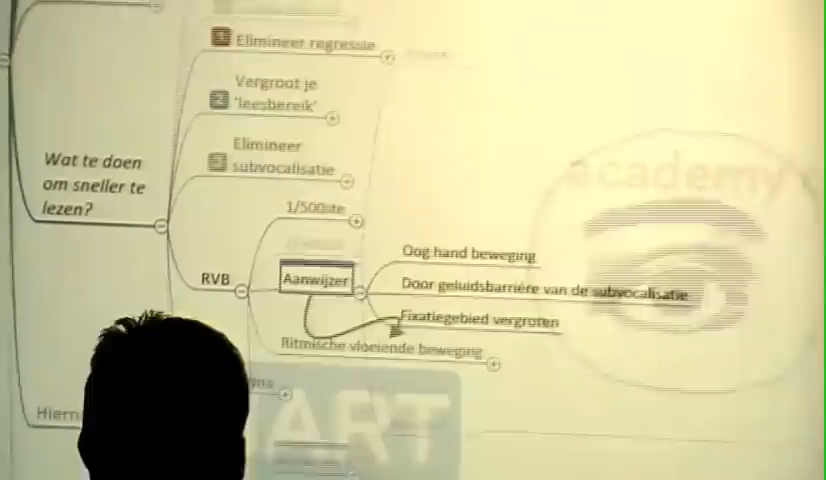 Elimineer regressie
Vergroot je
'leesbereik'
Elimineer
subvocalisatie
Wat te doen
om sneller te
lezen?
1/500ste
RVB
Aanwijzer
Oog hand beweging
Door geluidsbarrière van de subvocalisatie
Fixatiegebied vergroten
Ritmische vloeiende beweging
academy
ART